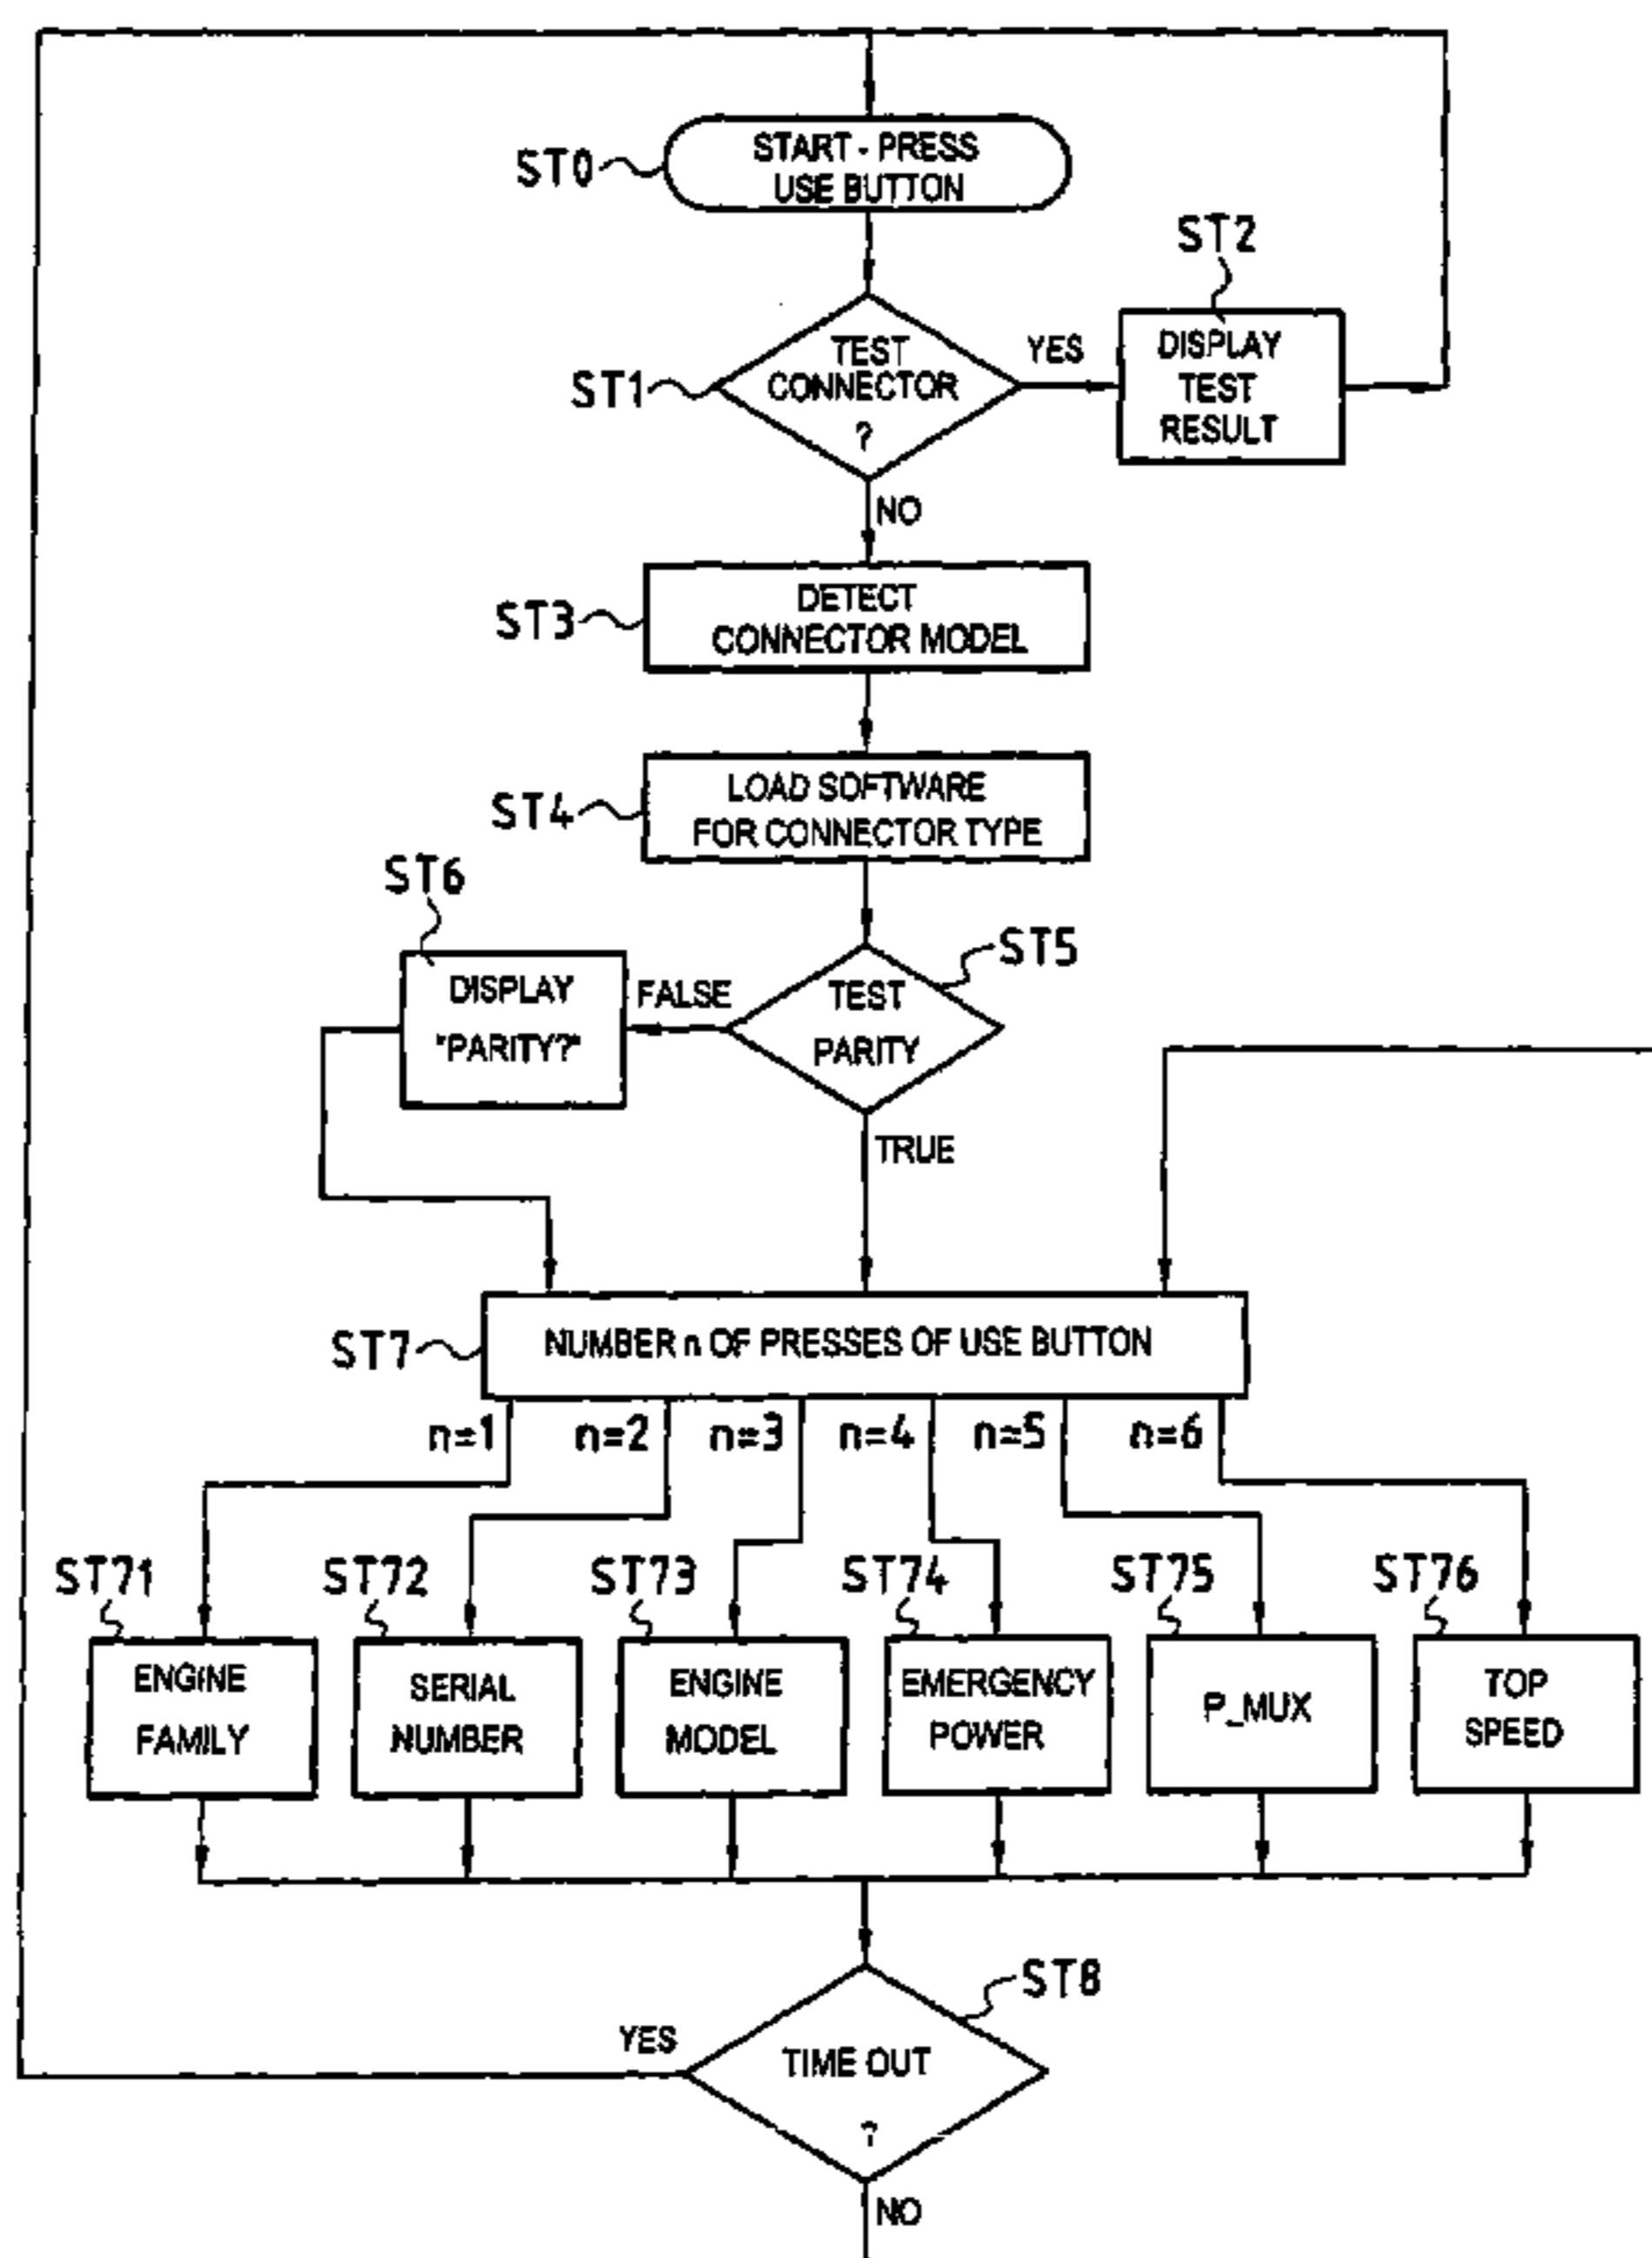 START - PRESS
USE BUTTON
ST0
ST2
TEST
CONNECTOR
?
ST1
YES
DISPLAY
TEST
RESULT
NO
ST3
DETECT
CONNECTOR MODEL
ST4
LOAD SOFTWARE
FOR CONNECTOR TYPE
ST6
ST5
DISPLAY
"PARITY?"
FALSE
TEST
PARITY
TRUE
ST7
NUMBER n OF PRESSES OF USE BUTTON
n=1
n=2
n=3
n=4
n=5
n=6
ST71
ST72
ST73
ST74
ST75
ST76
ENGINE
FAMILY
SERIAL
NUMBER
ENGINE
MODEL
EMERGENCY
POWER
P_MUX
TOP
SPEED
ST8
YES
TIME OUT
?
NO